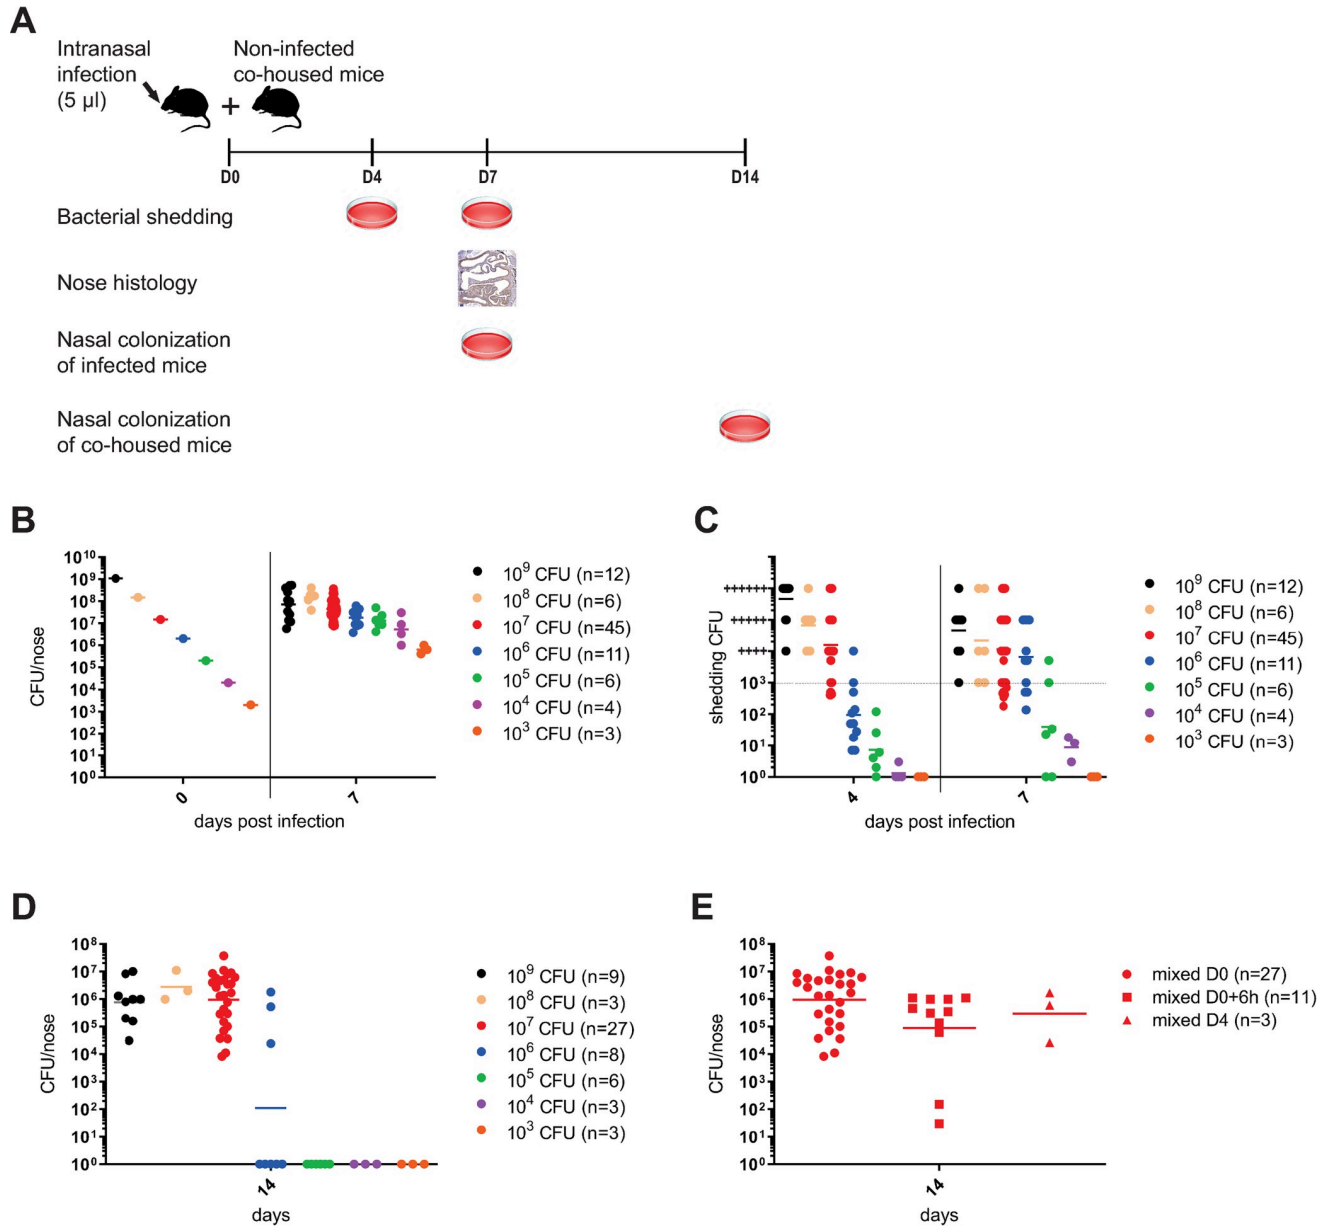 A
Intranasal
infection
(5 µl)
Non-infected
co-housed mice
+
D0 D4 D7 D14
Bacterial shedding
Nose histology
Nasal colonization
of infected mice
Nasal colonization
of co-housed mice
B
CFU/nose
10¹⁰
10⁹
10⁸
10⁷
10⁶
10⁵
10⁴
10³
10²
10¹
10⁰
0 7
days post infection
10⁹ CFU (n=12)
10⁸ CFU (n=6)
10⁷ CFU (n=45)
10⁶ CFU (n=11)
10⁵ CFU (n=6)
10⁴ CFU (n=4)
10³ CFU (n=3)
C
shedding CFU
++++++
+++++
++++
10³
10²
10¹
10⁰
4 7
days post infection
10⁹ CFU (n=12)
10⁸ CFU (n=6)
10⁷ CFU (n=45)
10⁶ CFU (n=11)
10⁵ CFU (n=6)
10⁴ CFU (n=4)
10³ CFU (n=3)
D
CFU/nose
10⁸
10⁷
10⁶
10⁵
10⁴
10³
10²
10¹
10⁰
14
days
10⁹ CFU (n=9)
10⁸ CFU (n=3)
10⁷ CFU (n=27)
10⁶ CFU (n=8)
10⁵ CFU (n=6)
10⁴ CFU (n=3)
10³ CFU (n=3)
E
CFU/nose
10⁸
10⁷
10⁶
10⁵
10⁴
10³
10²
10¹
10⁰
14
days
mixed D0 (n=27)
mixed D0+6h (n=11)
mixed D4 (n=3)